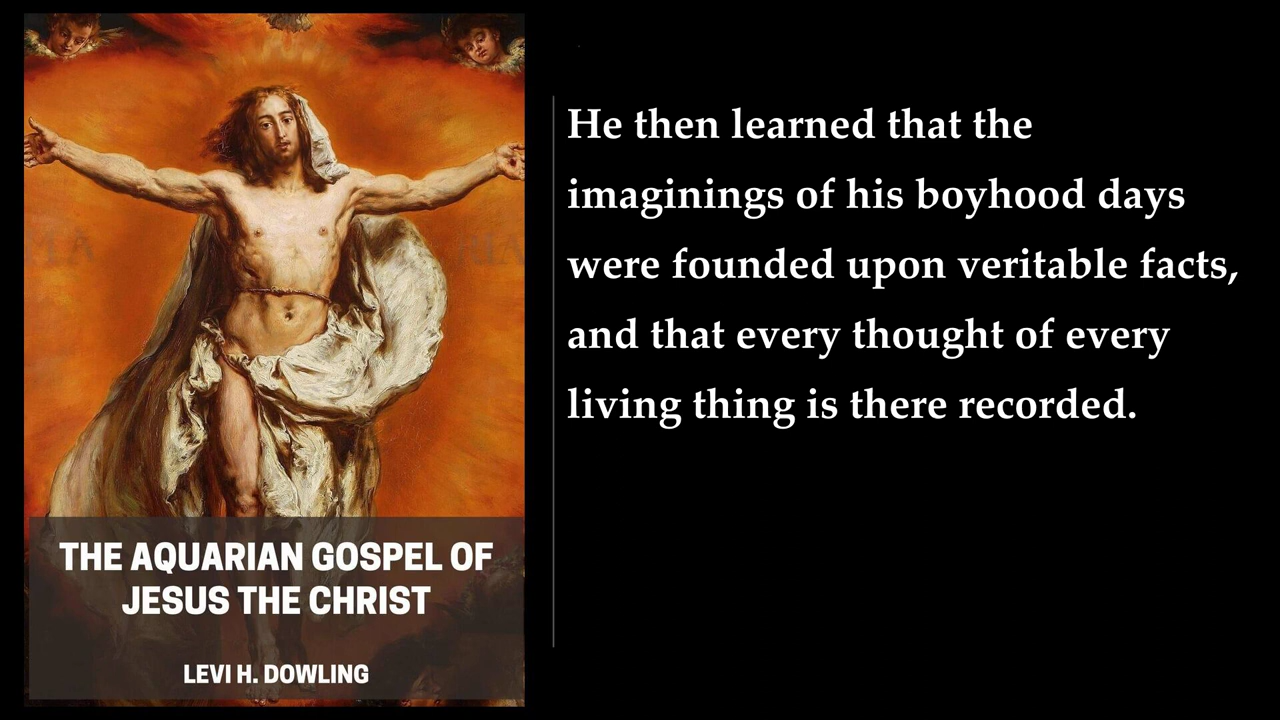 THE AQUARIAN GOSPEL OF
JESUS THE CHRIST
LEVI H. DOWLING
He then learned that the
imaginings of his boyhood days
were founded upon veritable facts,
and that every thought of every
living thing is there recorded.